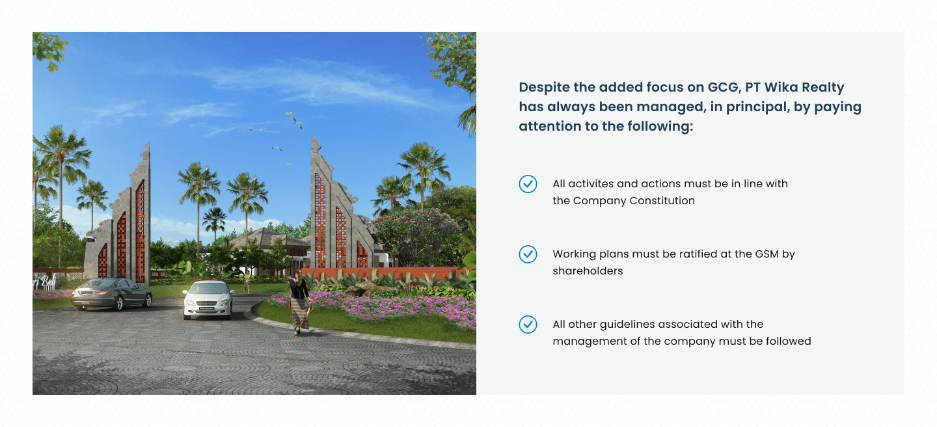 Despite the added focus on GCG, PT Wika Realty
has always been managed, in principal, by paying
attention to the following:
All activites and actions must be in line with
the Company Constitution
Working plans must be ratified at the GSM by
shareholders
All other guidelines associated with the
management of the company must be followed